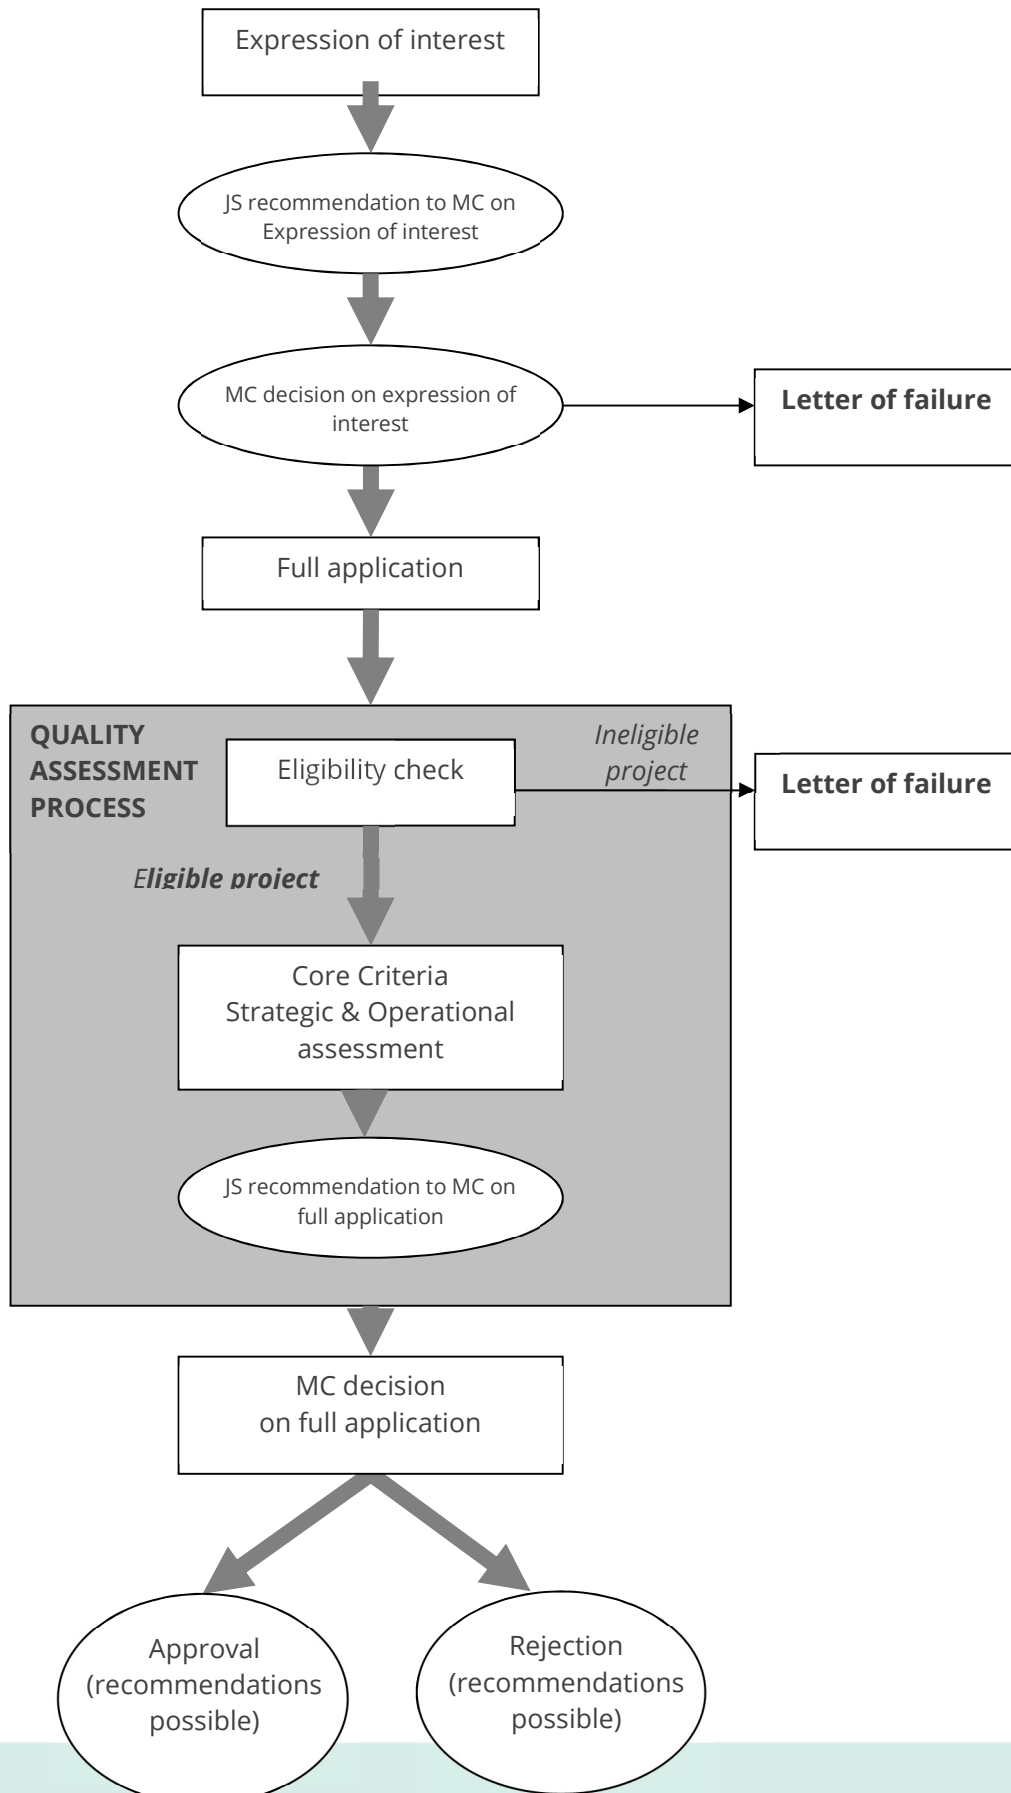 Expression of interest
JS recommendation to MC on
Expression of interest
MC decision on expression of
interest
Letter of failure
Full application
QUALITY
ASSESSMENT
PROCESS
Eligibility check
Ineligible
project
Letter of failure
Eligible project
Core Criteria
Strategic & Operational
assessment
JS recommendation to MC on
full application
MC decision
on full application
Approval
(recommendations
possible)
Rejection
(recommendations
possible)